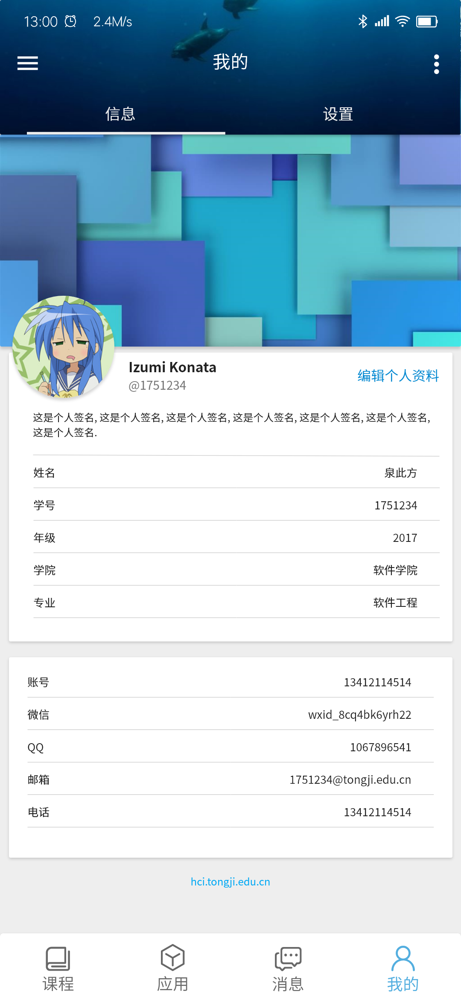 13:00 2.4M/s
我的
信息 设置
Izumi Konata
@1751234
编辑个人资料
这是个人签名, 这是个人签名, 这是个人签名, 这是个人签名, 这是个人签名, 这是个人签名,
这是个人签名.
姓名 泉此方
学号 1751234
年级 2017
学院 软件学院
专业 软件工程
账号 13412114514
微信 wxid_8cq4bk6yrh22
QQ 1067896541
邮箱 1751234@tongji.edu.cn
电话 13412114514
hci.tongji.edu.cn
课程 应用 消息 我的